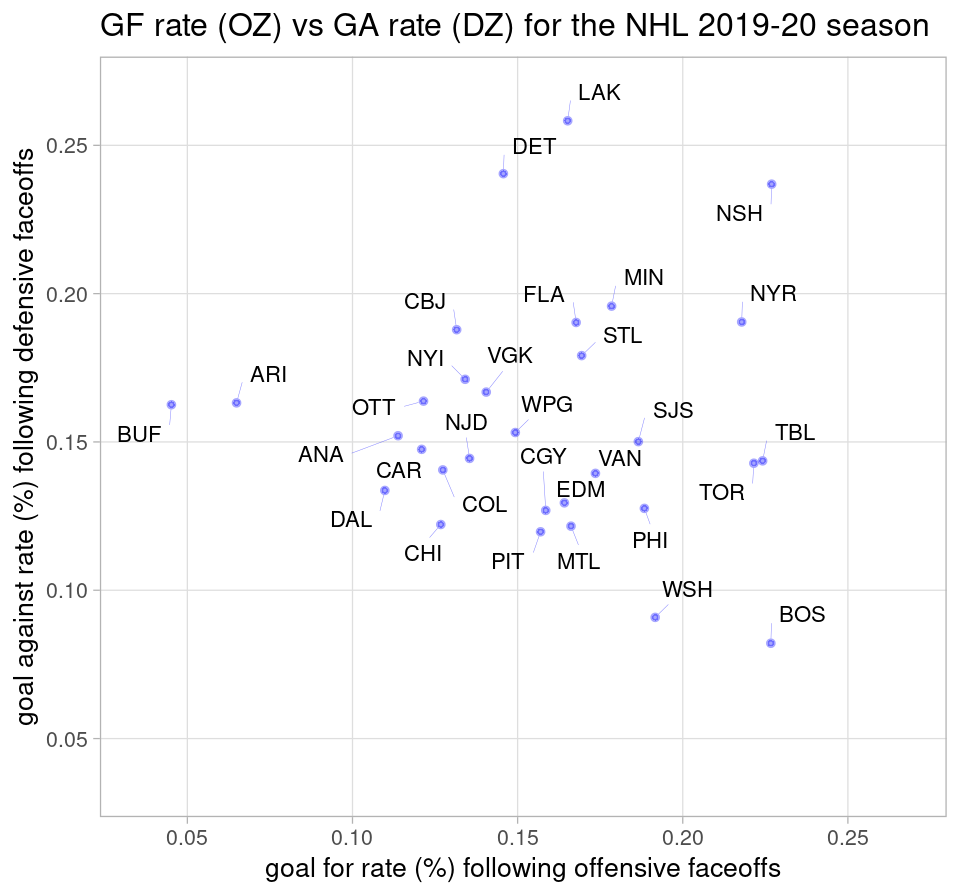 GF rate (OZ) vs GA rate (DZ) for the NHL 2019-20 season
goal against rate (%) following defensive faceoffs
0.25
0.20
0.15
0.10
0.05
LAK
DET
NSH
MIN
NYR
FLA
CBJ
STL
VGK
NYI
ARI
WPG
OTT
SJS
NJD
TBL
BUF
ANA
CGY
VAN
CAR
EDM
TOR
COL
DAL
PHI
CHI
PIT
MTL
WSH
BOS
0.05
0.10
0.15
0.20
0.25
goal for rate (%) following offensive faceoffs